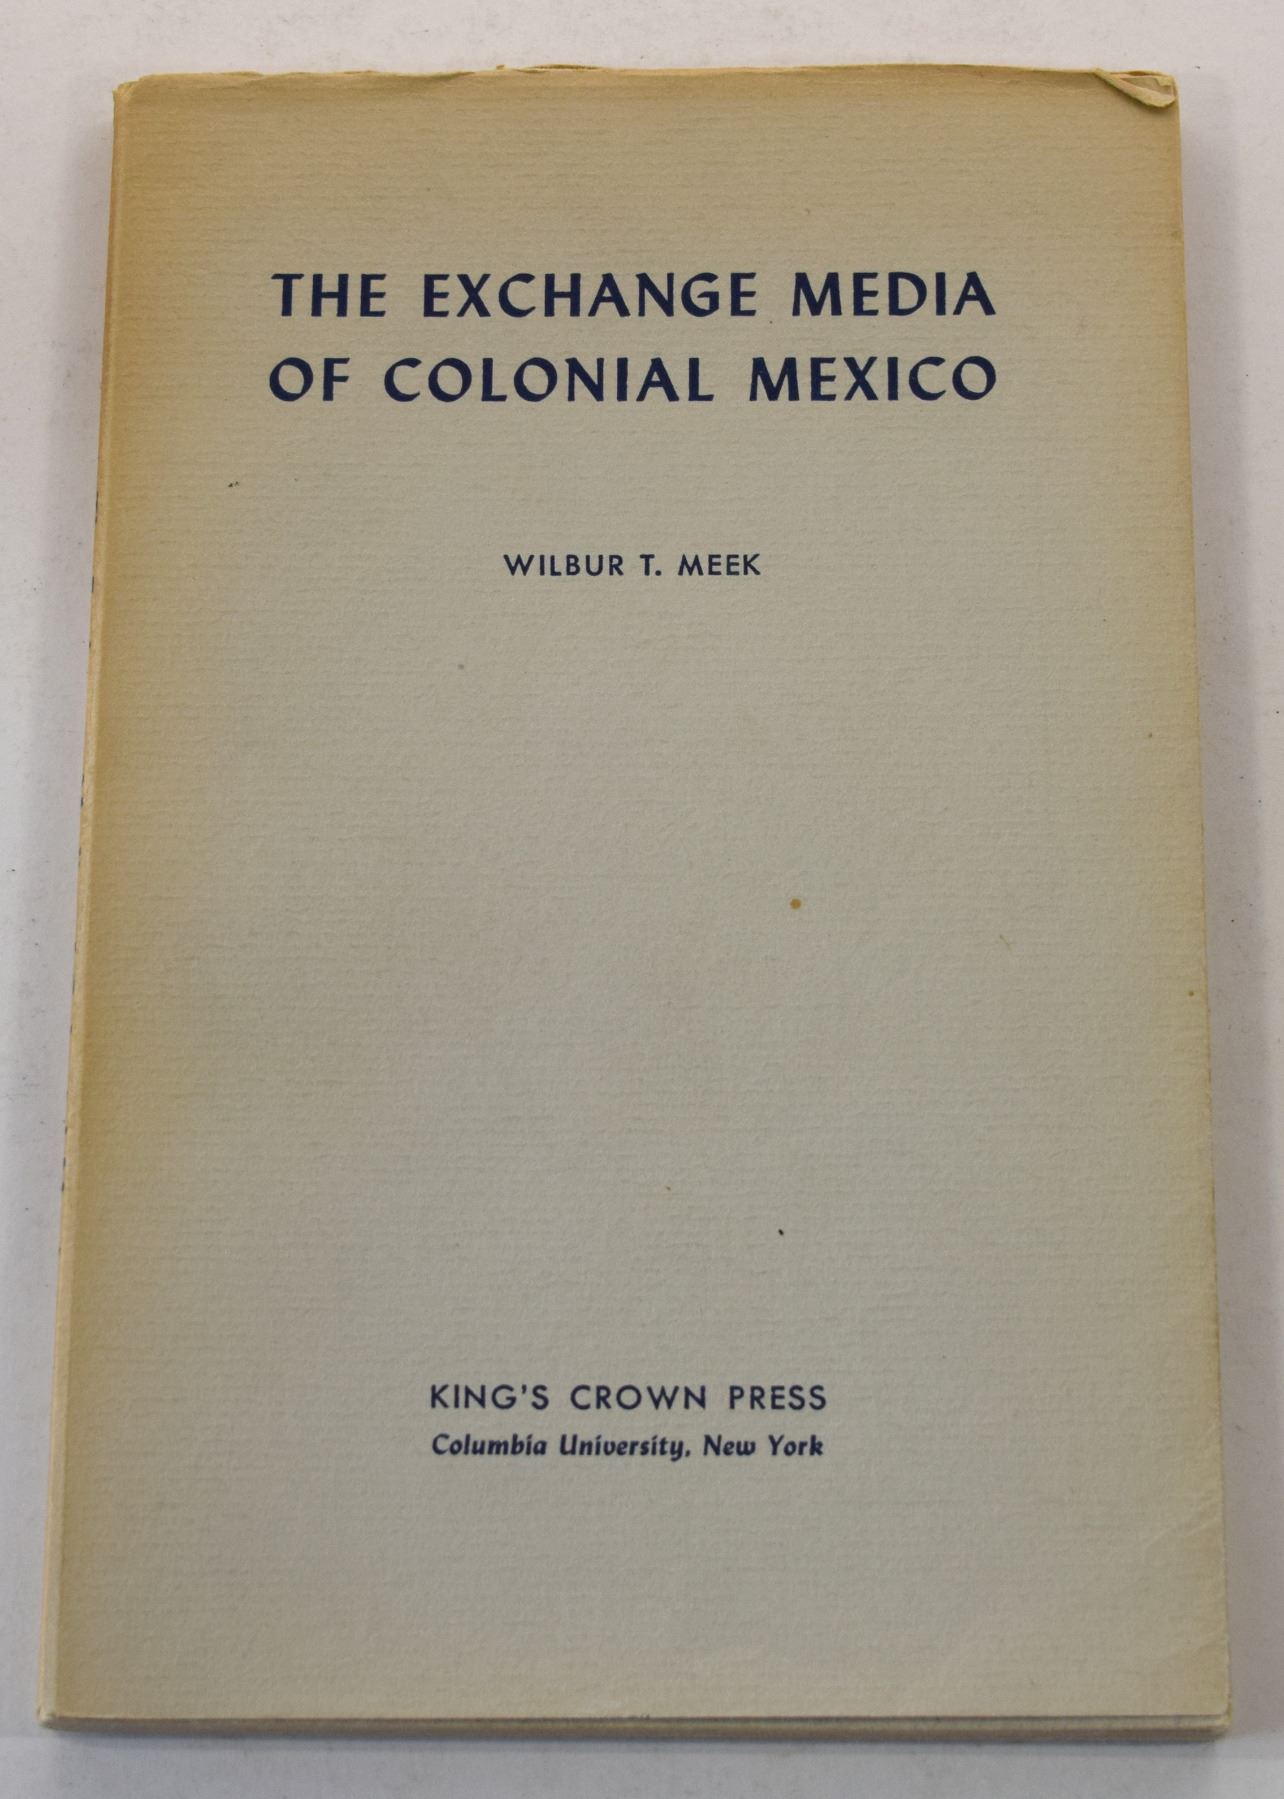 THE EXCHANGE MEDIA
OF COLONIAL MEXICO
WILBUR T. MEEK
KING'S CROWN PRESS
Columbia University, New York